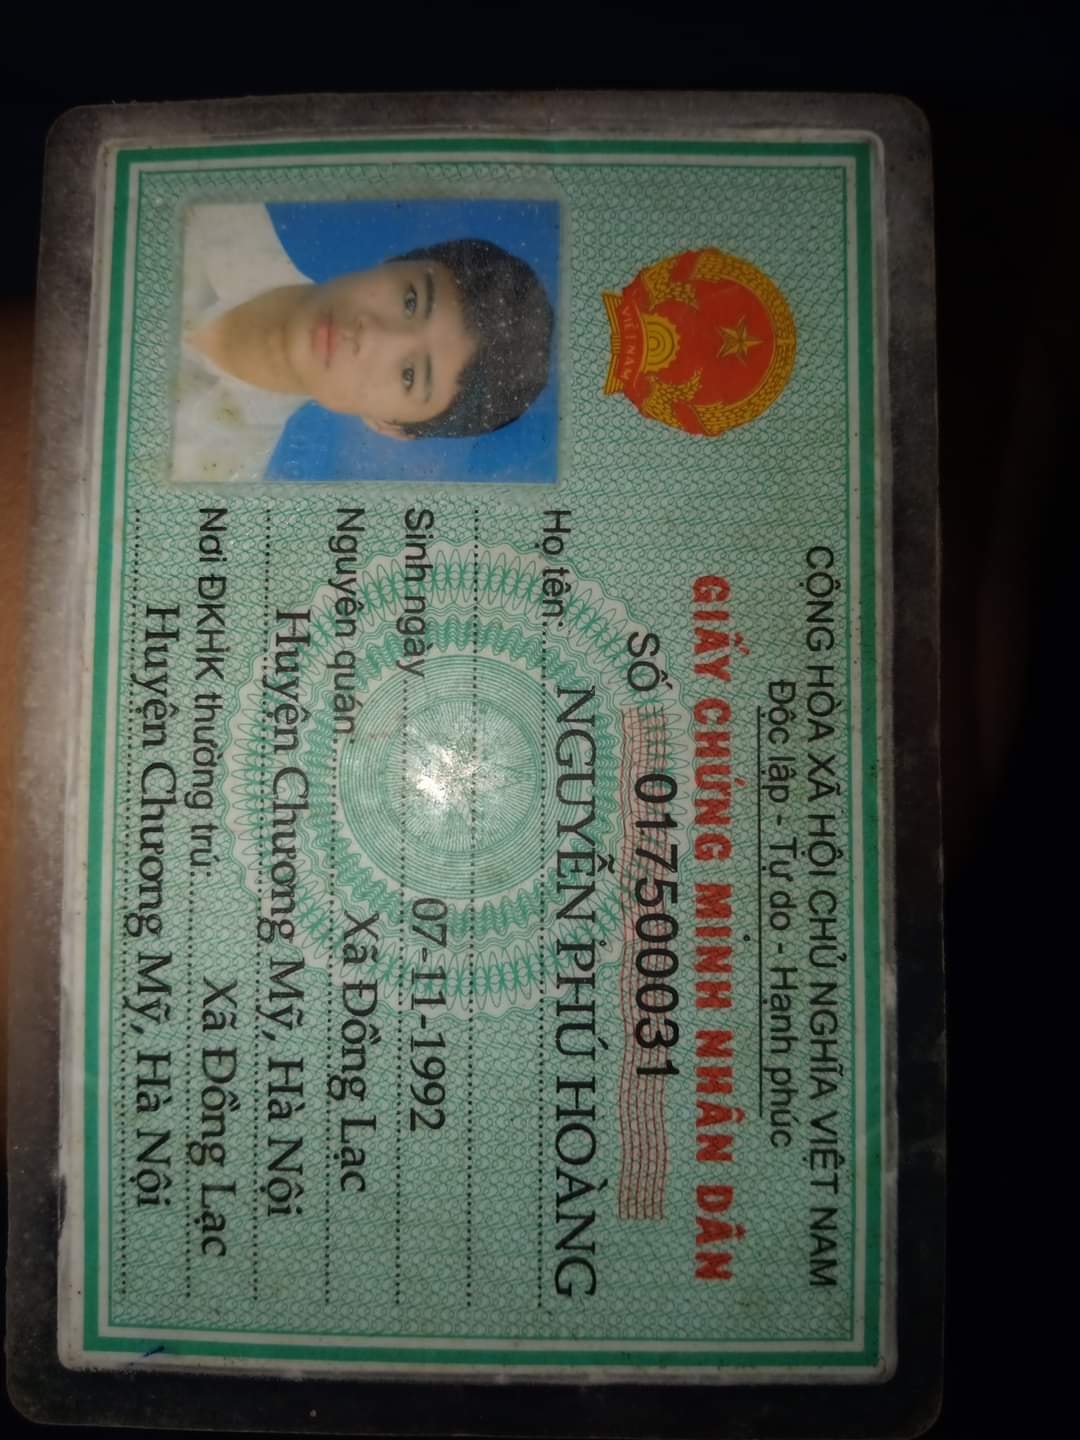 CỘNG HÒA XÃ HỘI CHỦ NGHĨA VIỆT NAM
Độc lập - Tự do - Hạnh phúc
GIẤY CHỨNG MINH NHÂN DÂN
SỐ 017500031
VIỆT NAM
Họ tên: NGUYỄN PHÚ HOÀNG
Sinh ngày 07-11-1992
Nguyên quán Xã Đồng Lạc
Huyện Chương Mỹ, Hà Nội
Nơi ĐKHK thường trú Xã Đồng Lạc
Huyện Chương Mỹ, Hà Nội